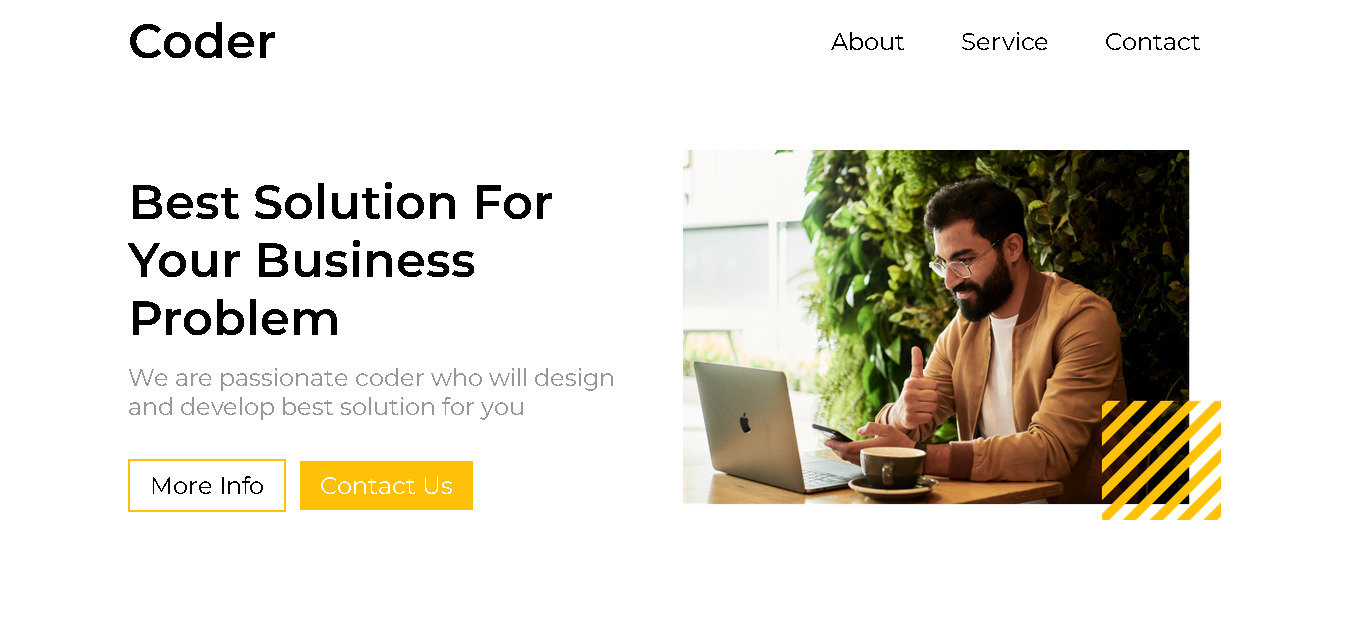 Coder
About
Service
Contact
Best Solution For
Your Business
Problem
We are passionate coder who will design
and develop best solution for you
More Info
Contact Us